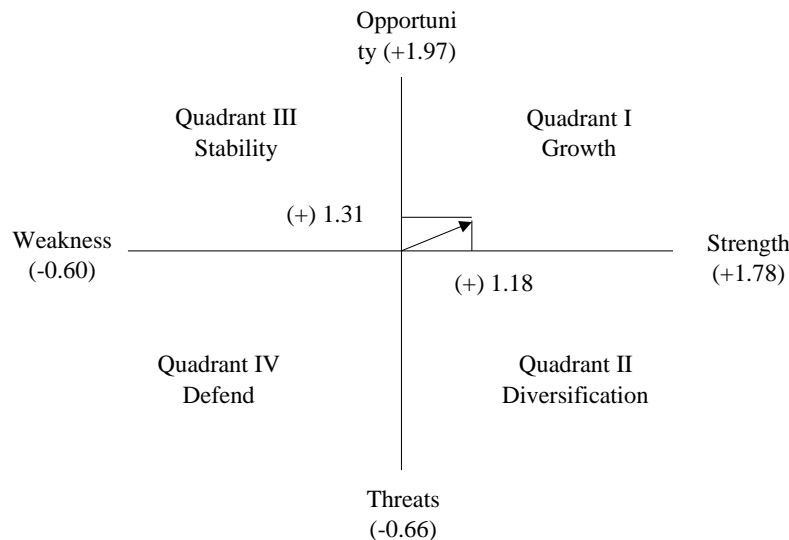 Opportuni
ty (+1.97)
Quadrant III
Stability
Quadrant I
Growth
(+) 1.31
Weakness
(-0.60)
Strength
(+1.78)
(+) 1.18
Quadrant IV
Defend
Quadrant II
Diversification
Threats
(-0.66)